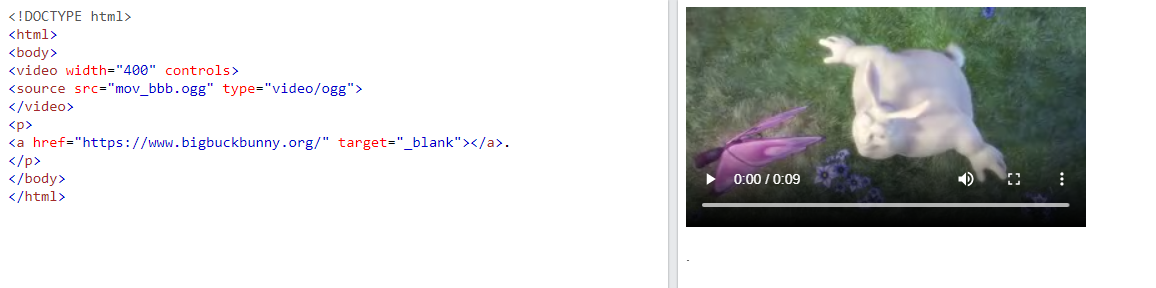 <!DOCTYPE html>
<html>
<body>
<video width="400" controls>
<source src="mov_bbb.ogg" type="video/ogg">
</video>
<p>
<a href="https://www.bigbuckbunny.org/" target="_blank"></a>.
</p>
</body>
</html>
0:00 / 0:09
.